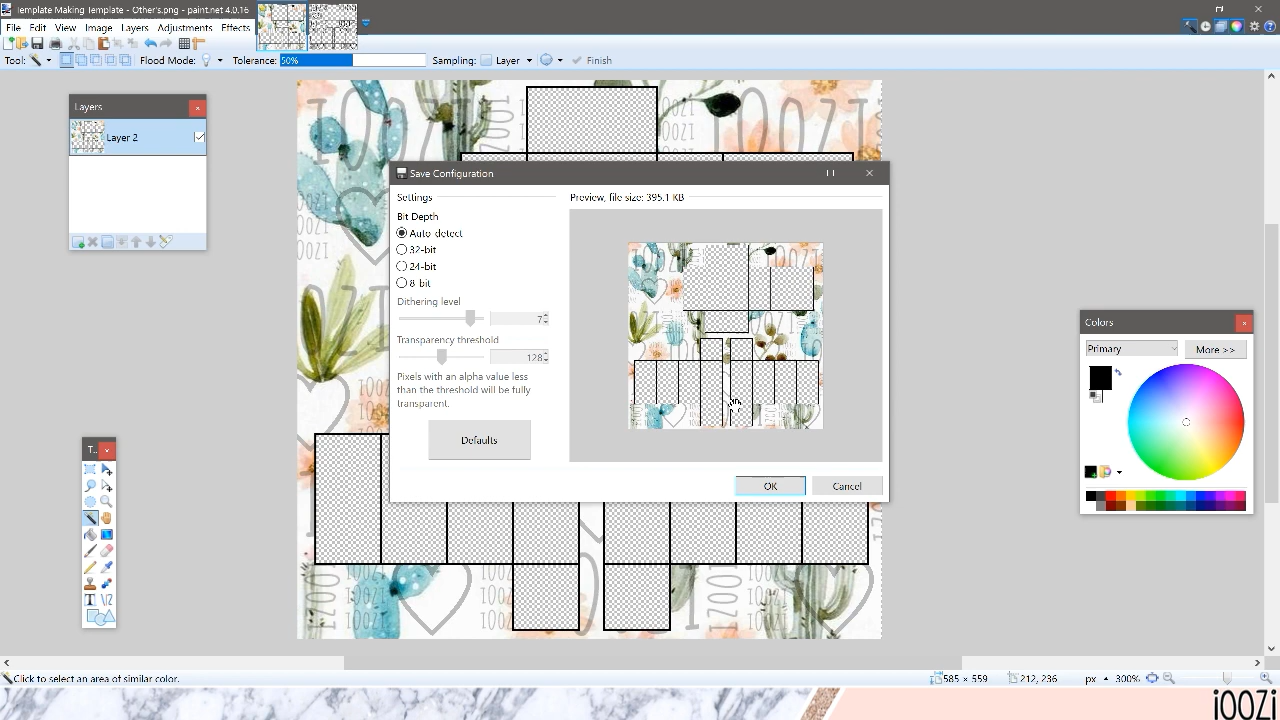 Template Making Template - Other's.png - paint.net 4.0.16
File Edit View Image Layers Adjustments Effects
Tool: Flood Mode: Tolerance: 50% Sampling: Layer Finish
Layers
Layer 2
Save Configuration
Settings
Bit Depth
Auto-detect
32-bit
24-bit
8-bit
Dithering level
7
Transparency threshold
128
Pixels with an alpha value less
than the threshold will be fully
transparent.
Defaults
Preview, file size: 395.1 KB
OK Cancel
Colors
Primary More >>
T...
Click to select an area of similar color. 585 × 559 212, 236 px 300%
iOOZi